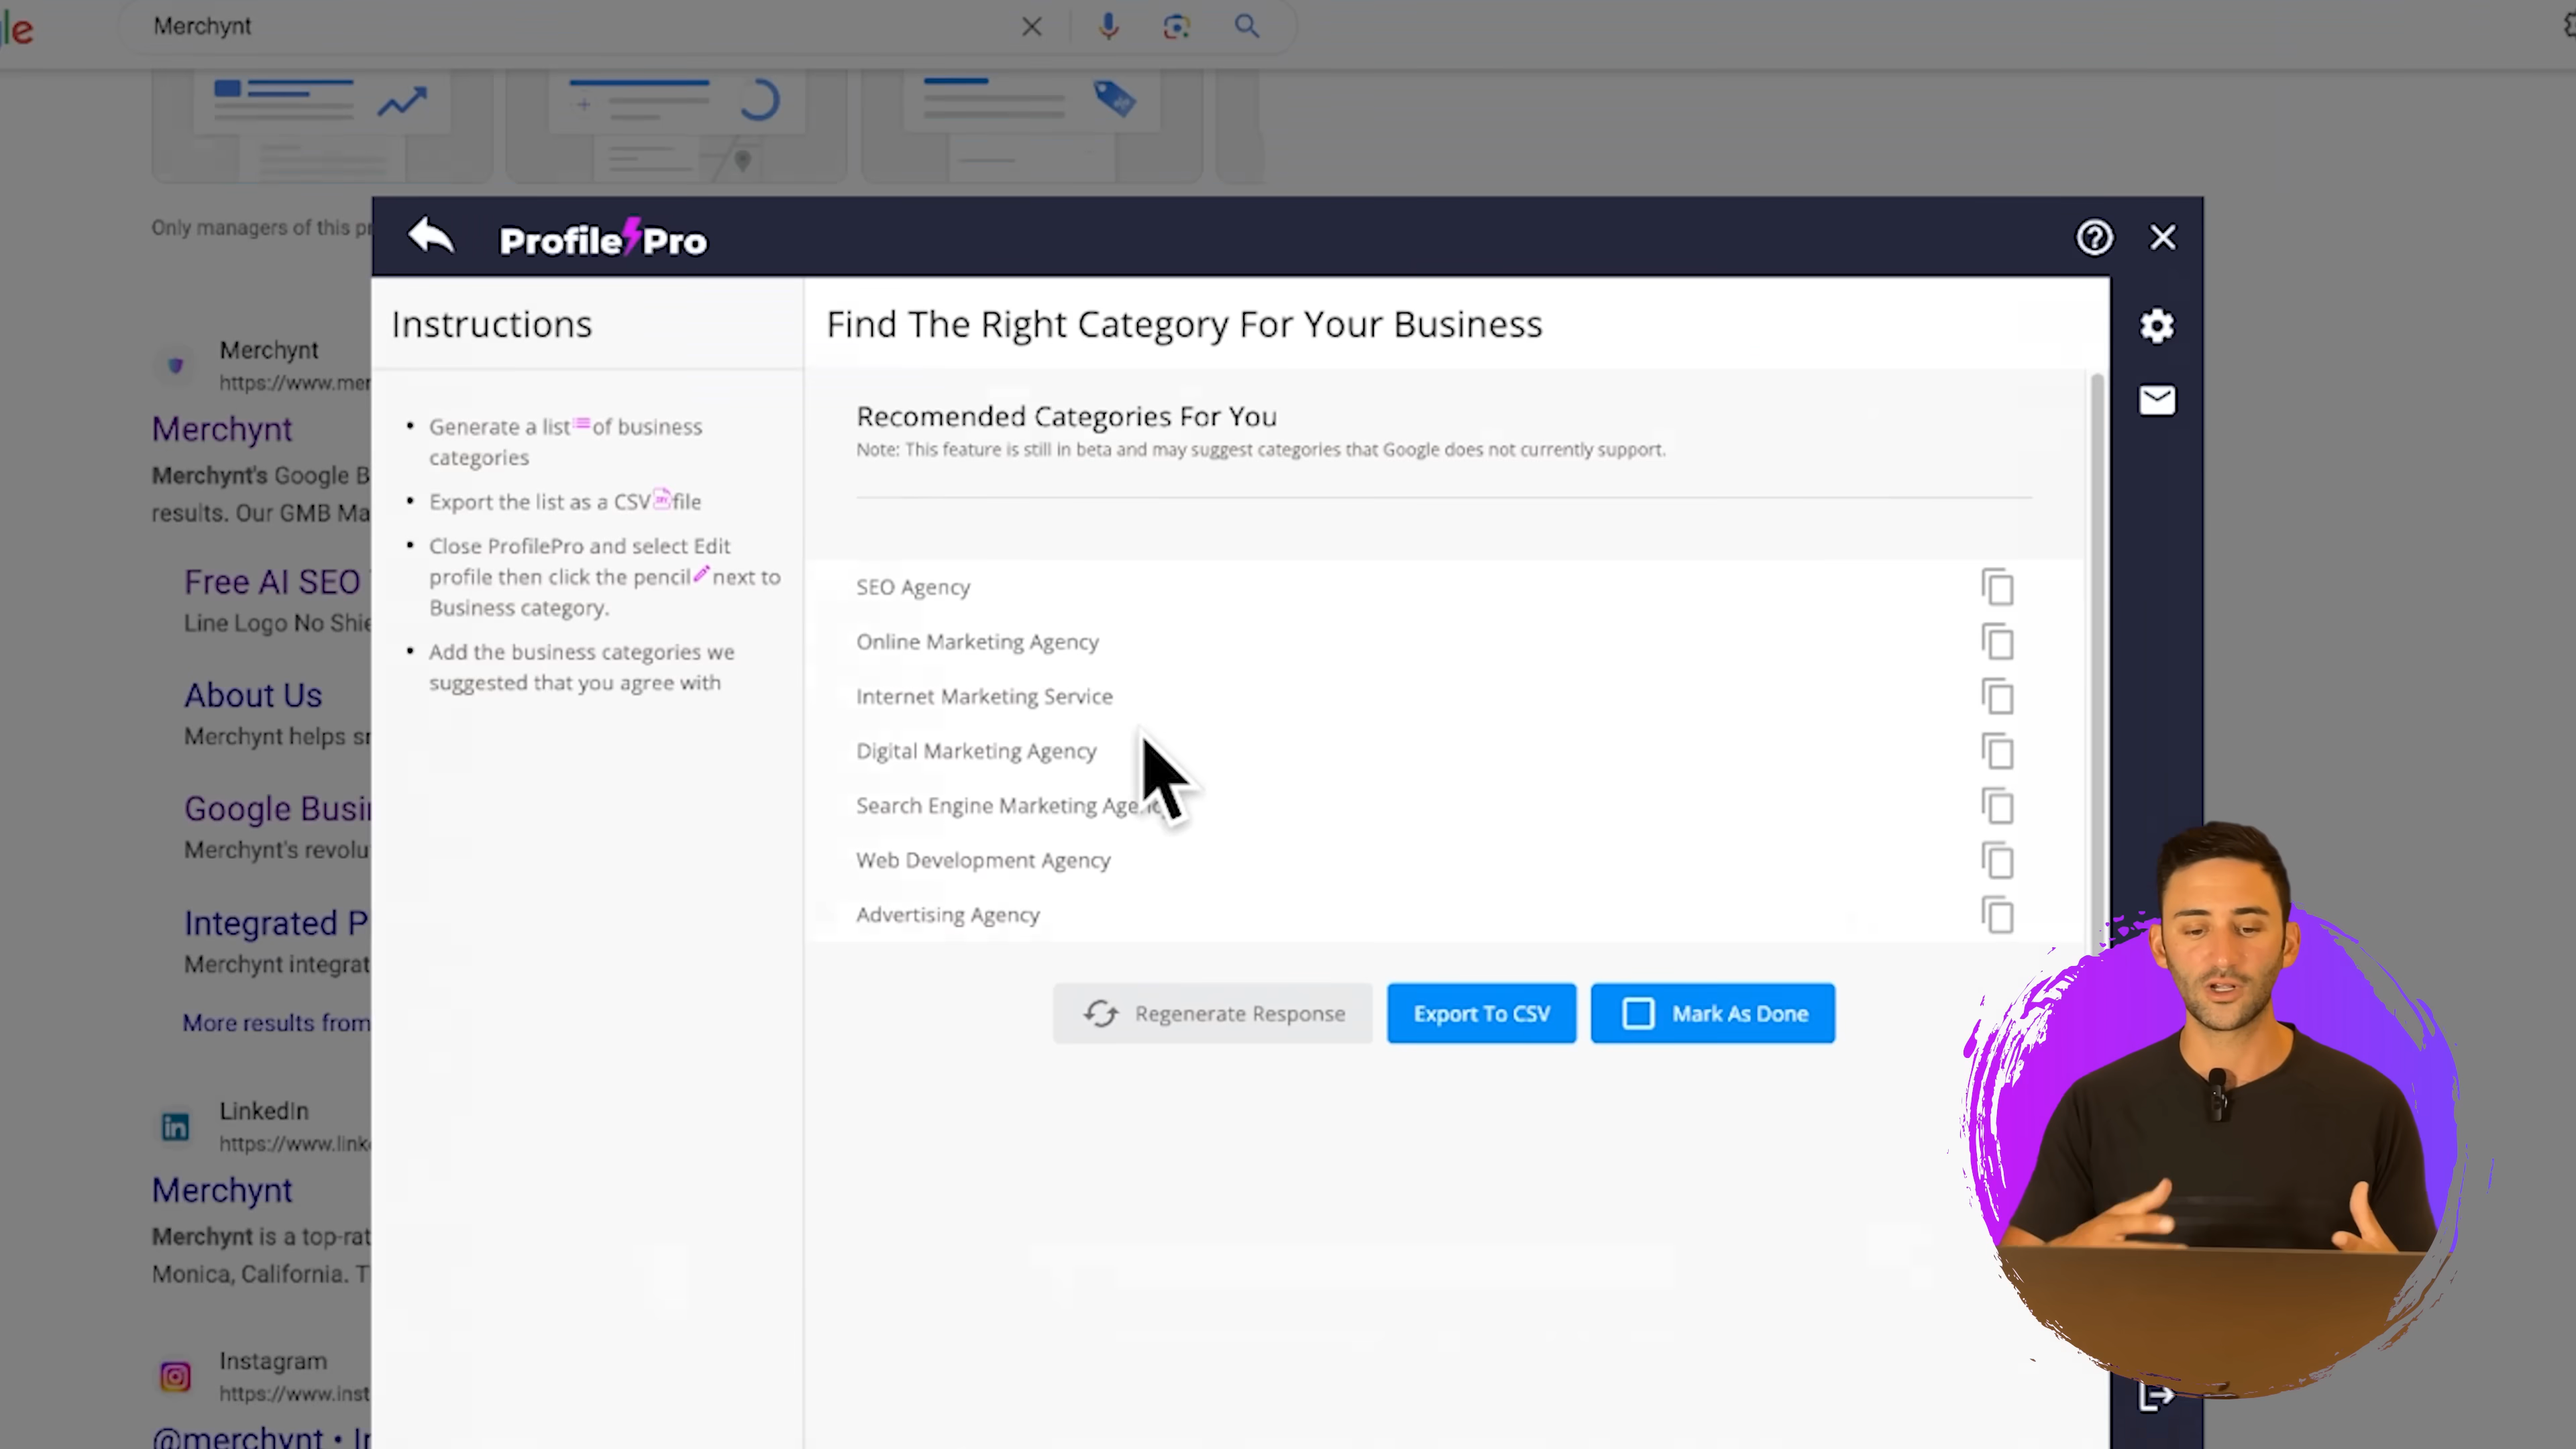 le
Merchynt
Only managers of this pr
Merchynt
https://www.mer
Merchynt
Merchynt's Google B
results. Our GMB Ma
Free AI SEO
Line Logo No Shie
About Us
Merchynt helps sr
Google Busi
Merchynt's revolu
Integrated P
Merchynt integrat
More results from
LinkedIn
https://www.link
Merchynt
Merchynt is a top-rat
Monica, California. T
Instagram
https://www.inst
@merchynt • I
Profile Pro
Instructions
Generate a list of business
categories
Export the list as a CSV file
Close ProfilePro and select Edit
profile then click the pencil next to
Business category.
Add the business categories we
suggested that you agree with
Find The Right Category For Your Business
Recomended Categories For You
Note: This feature is still in beta and may suggest categories that Google does not currently support.
SEO Agency
Online Marketing Agency
Internet Marketing Service
Digital Marketing Agency
Search Engine Marketing Agenc
Web Development Agency
Advertising Agency
Regenerate Response
Export To CSV
Mark As Done